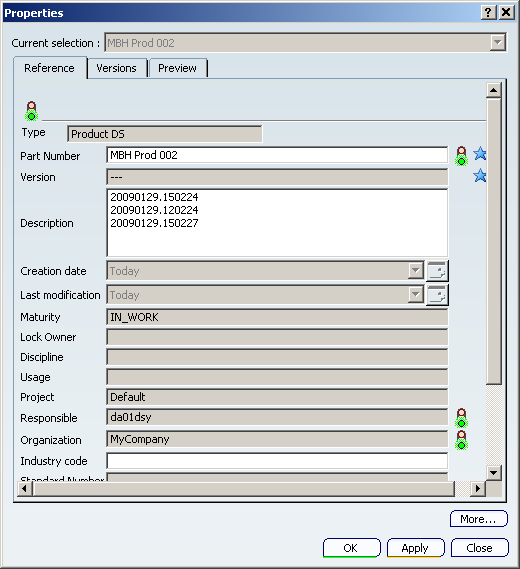 Properties
Current selection : MBH Prod 002
Reference Versions Preview
Type Product DS
Part Number MBH Prod 002
Version ---
Description
20090129.150224
20090129.120224
20090129.150227
Creation date Today
Last modification Today
Maturity IN_WORK
Lock Owner
Discipline
Usage
Project Default
Responsible da01dsy
Organization MyCompany
Industry code
Standard Number
More...
OK Apply Close